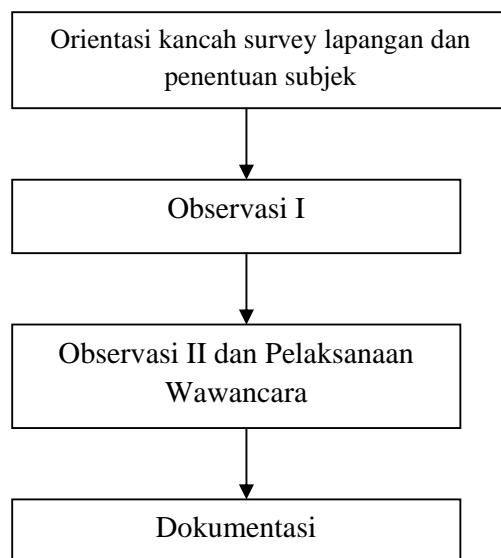 Orientasi kancah survey lapangan dan
penentuan subjek
Observasi I
Observasi II dan Pelaksanaan
Wawancara
Dokumentasi